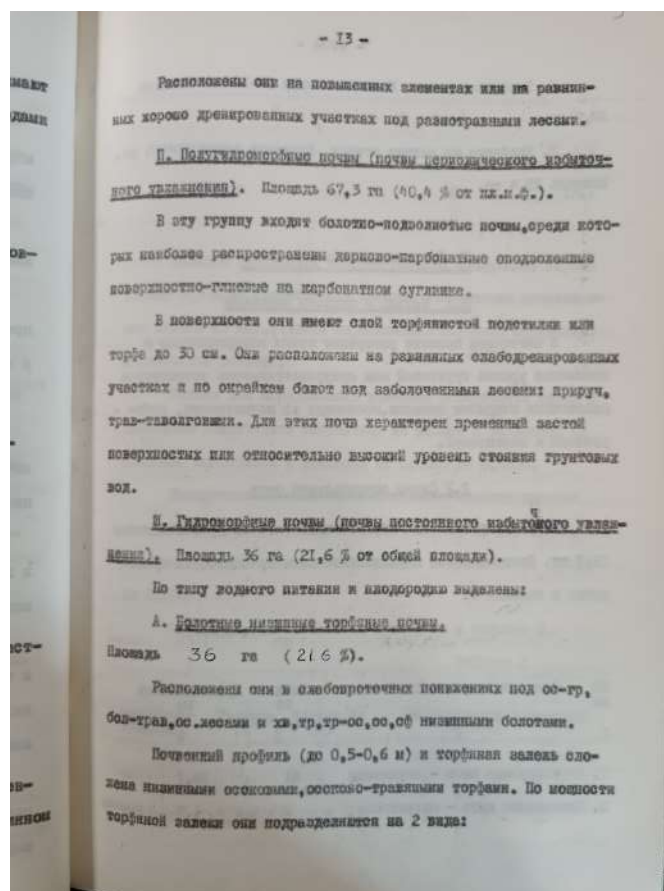 - 13 -
Расположены они на повышенных элементах или на равнин-
ных хорошо дренированных участках под разнотравными лесами.
П. Полугидроморфные почвы (почвы периодического избыточ-
ного увлажнения). Площадь 67,3 га (40,4 % от пл.м.ф.).
В эту группу входят болотно-подзолистые почвы,среди кото-
рых наиболее распространены дерново-карбонатные оподзоленные
поверхностно-глеевые на карбонатном суглинке.
В поверхности они имеют слой торфянистой подстилки или
торфа до 30 см. Они расположены на равнинных слабодренированных
участках и по окрайкам болот под заболоченными лесами: прируч,
трав-таволговыми. Для этих почв характерен временный застой
поверхностых или относительно высокий уровень стояния грунтовых
вод.
Ш. Гидроморфные почвы (почвы постоянного избыточного увлаж-
нения). Площадь 36 га (21,6 % от общей площади).
По типу водного питания и плодородию выделены:
А. Болотные низинные торфяные почвы.
Площадь 36 га (21.6 %).
Расположены они в слабопроточных понижениях под ос-гр,
бол-трав,ос.лесами и хв,тр,тр-ос,ос,сф низинными болотами.
Почвенный профиль (до 0,5-0,6 м) и торфяная залежь сло-
жена низинными осоковыми,осоково-травяными торфами. По мощности
торфяной залежи они подразделяются на 2 вида:
мают
дами
ов-
ст-
ов-
инном